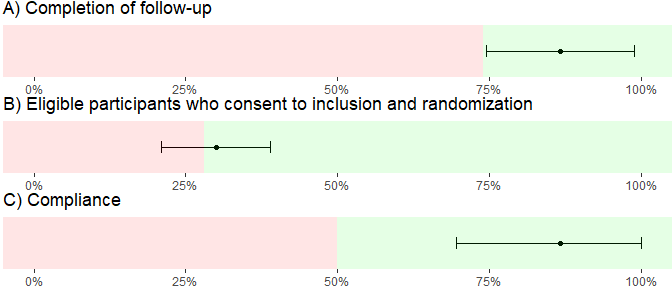 A) Completion of follow-up
0% 25% 50% 75% 100%
B) Eligible participants who consent to inclusion and randomization
0% 25% 50% 75% 100%
C) Compliance
0% 25% 50% 75% 100%